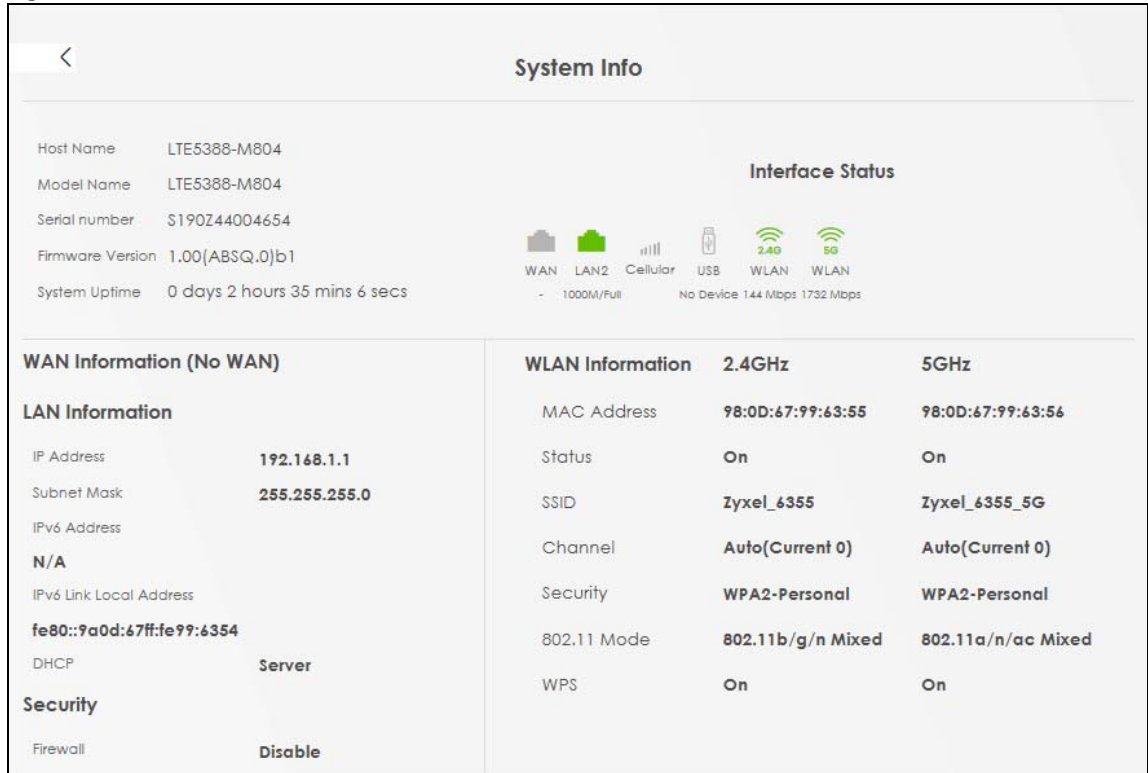 System Info
Host Name LTE5388-M804
Model Name LTE5388-M804
Serial number S190Z44004654
Firmware Version 1.00(ABSQ.0)b1
System Uptime 0 days 2 hours 35 mins 6 secs
Interface Status
2.4G 5G
WAN LAN2 Cellular USB WLAN WLAN
- 1000M/Full No Device 144 Mbps 1732 Mbps
WAN Information (No WAN)
LAN Information
IP Address 192.168.1.1
Subnet Mask 255.255.255.0
IPv6 Address
N/A
IPv6 Link Local Address
fe80::9a0d:67ff:fe99:6354
DHCP Server
Security
Firewall Disable
WLAN Information 2.4GHz 5GHz
MAC Address 98:0D:67:99:63:55 98:0D:67:99:63:56
Status On On
SSID Zyxel_6355 Zyxel_6355_5G
Channel Auto(Current 0) Auto(Current 0)
Security WPA2-Personal WPA2-Personal
802.11 Mode 802.11b/g/n Mixed 802.11a/n/ac Mixed
WPS On On